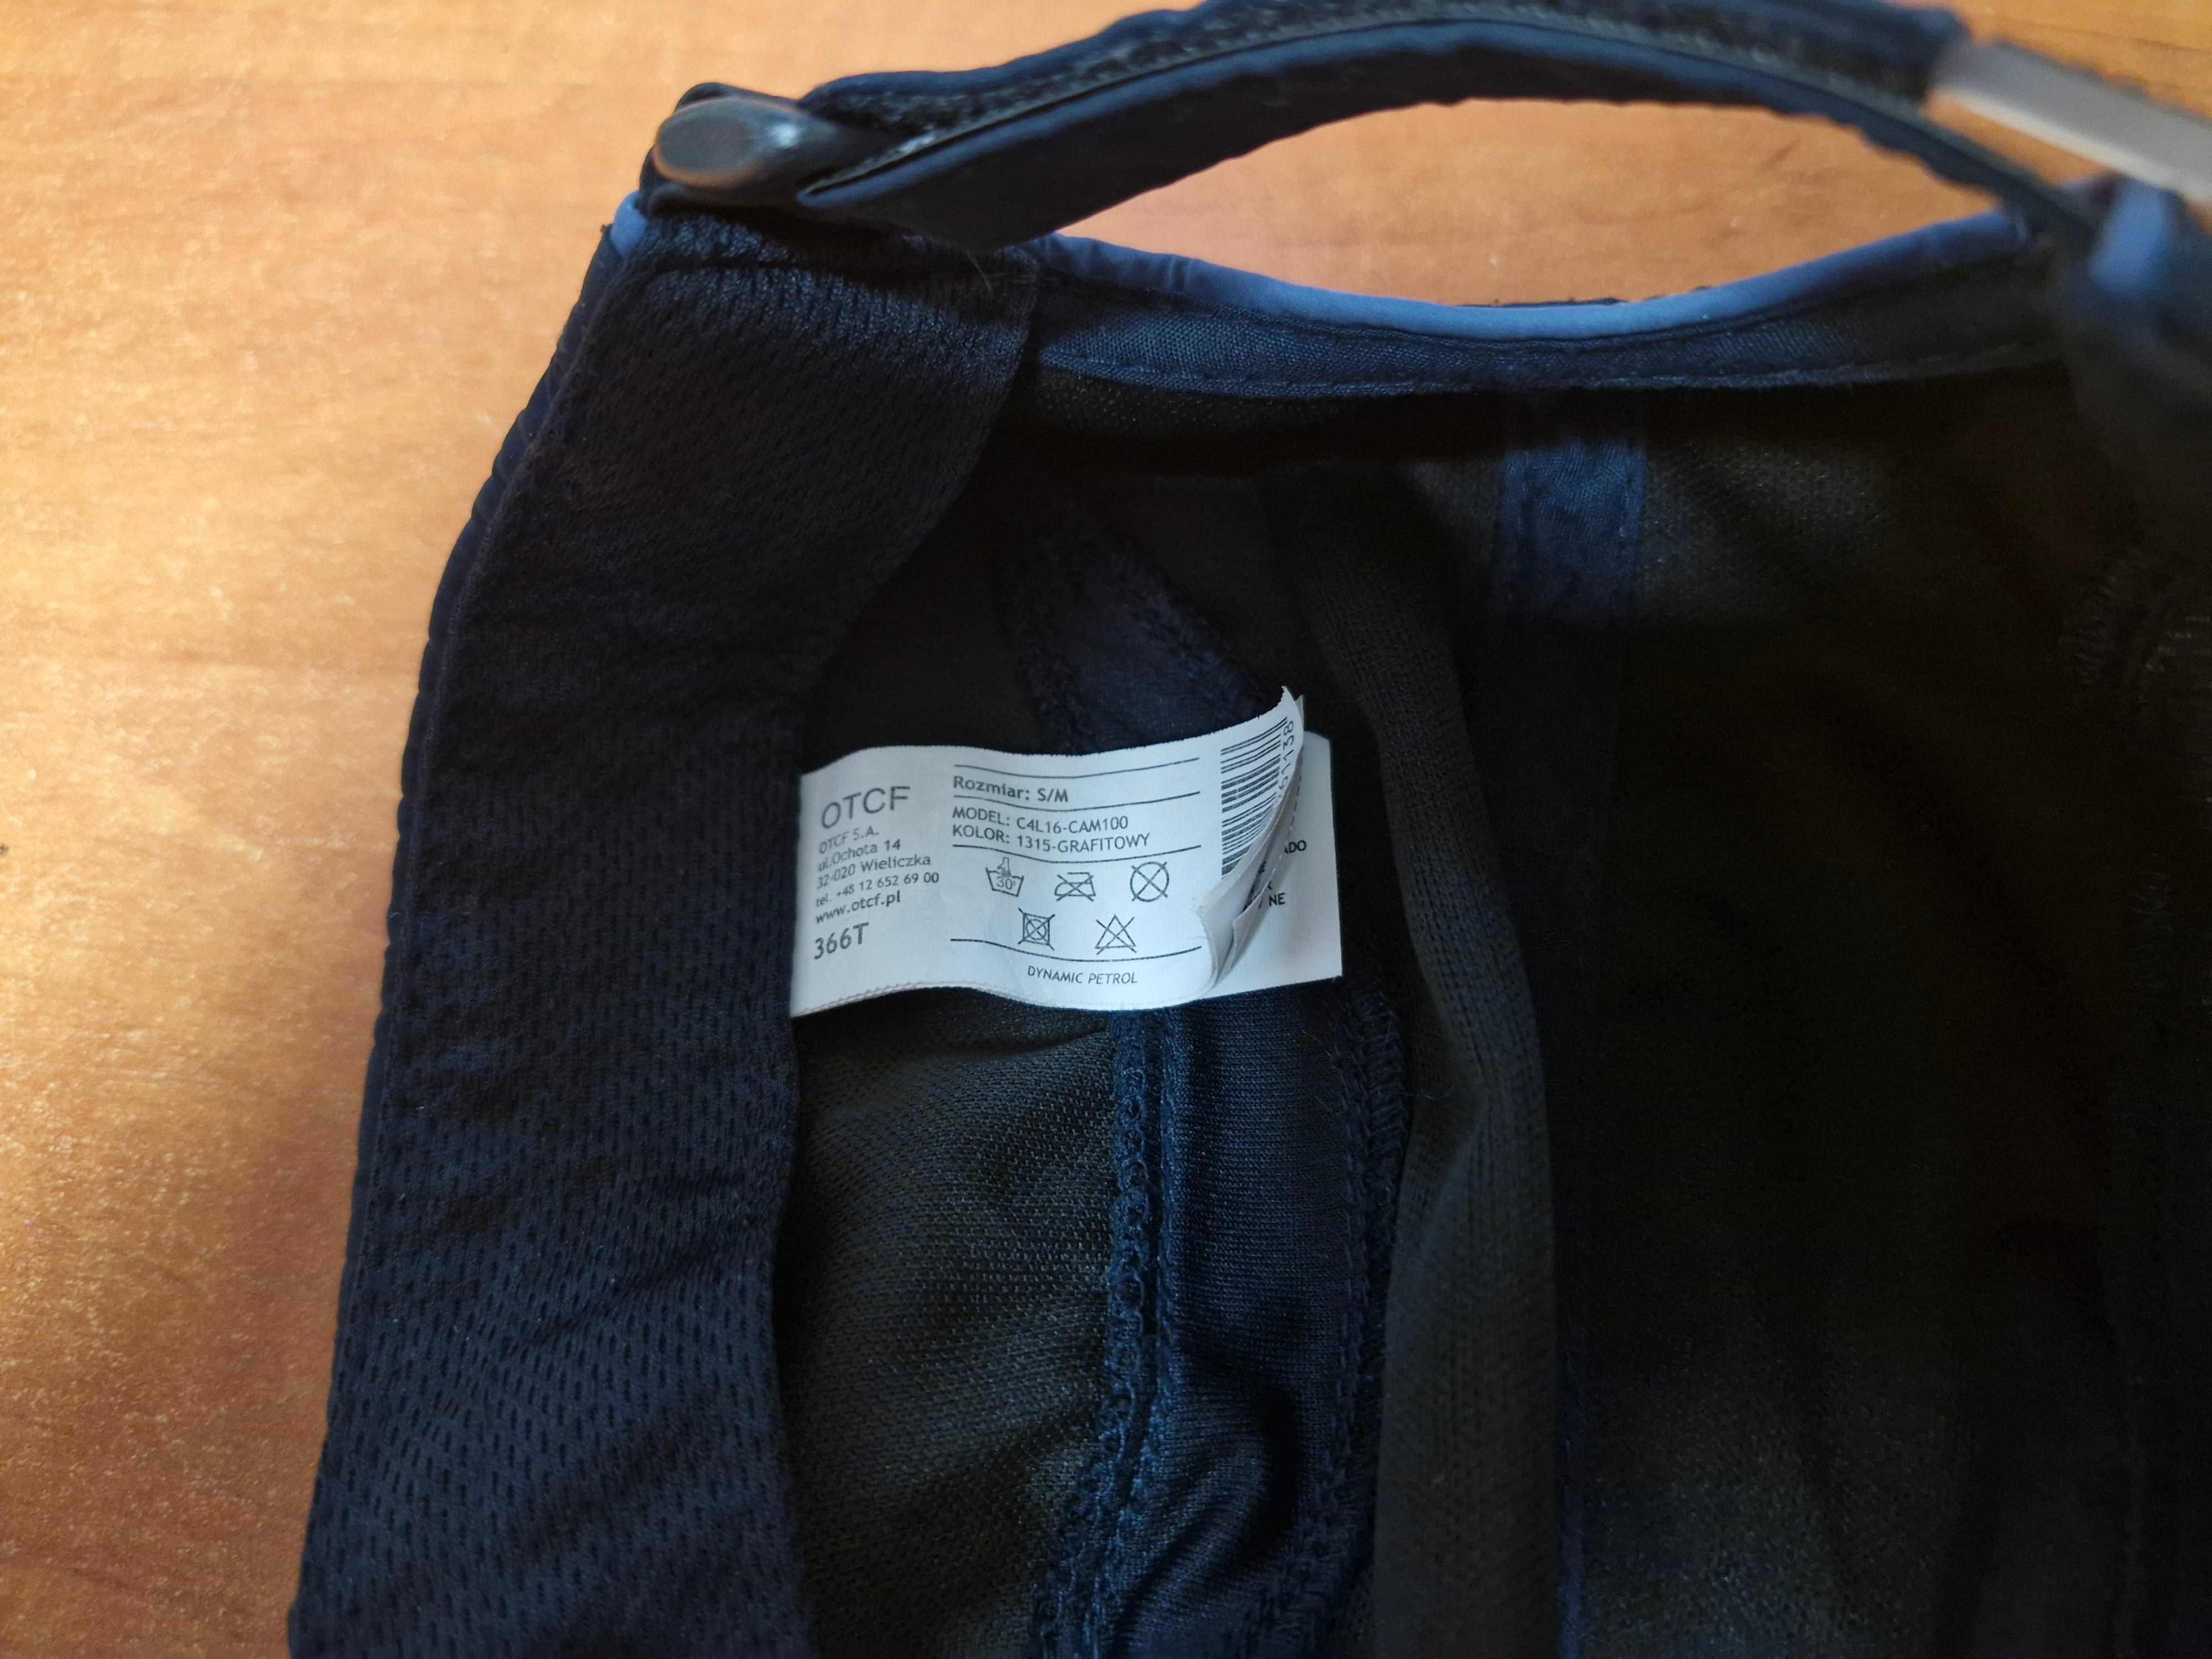 OTCF
OTCF S.A.
ul.Ochota 14
32-020 Wieliczka
tel. +48 12 652 69 00
www.otcf.pl
366T
Rozmiar: S/M
MODEL: C4L16-CAM100
KOLOR: 1315-GRAFITOWY
30°
DYNAMIC PETROL